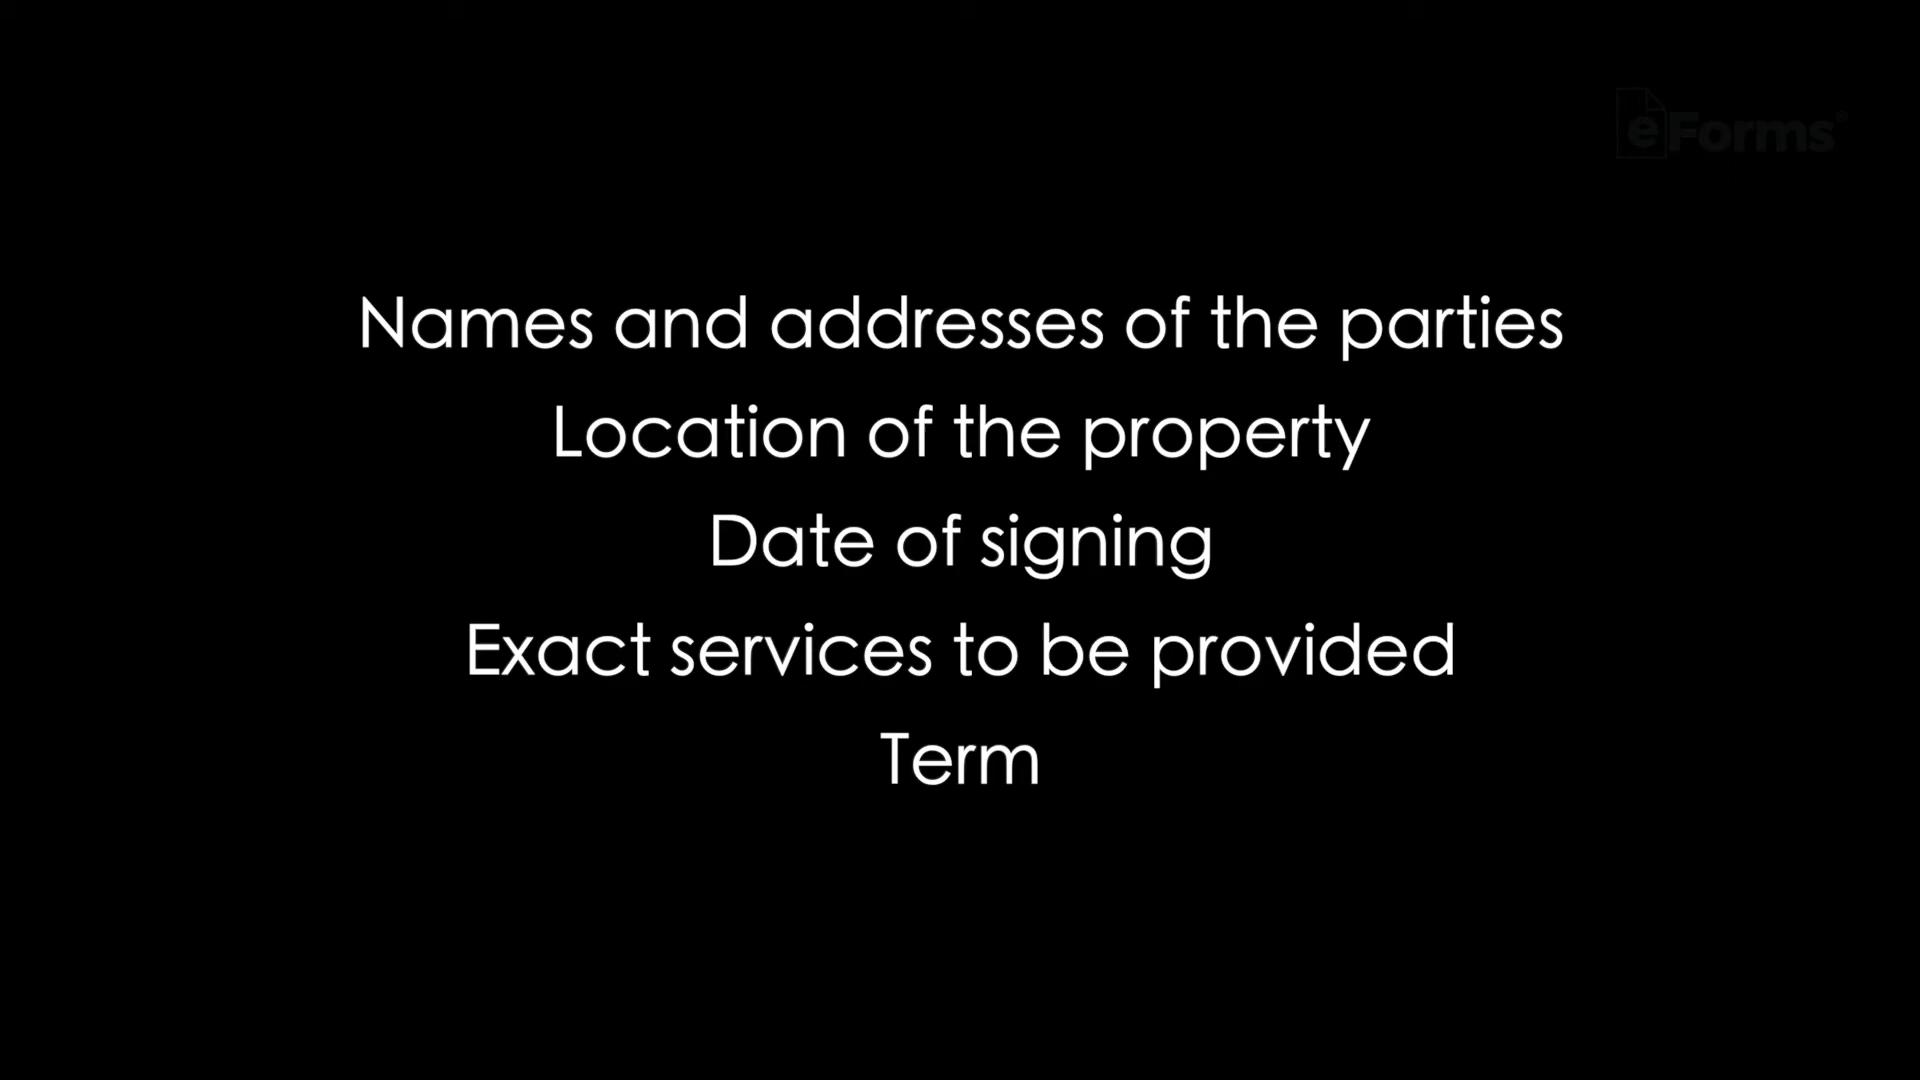 eForms®
Names and addresses of the parties
Location of the property
Date of signing
Exact services to be provided
Term